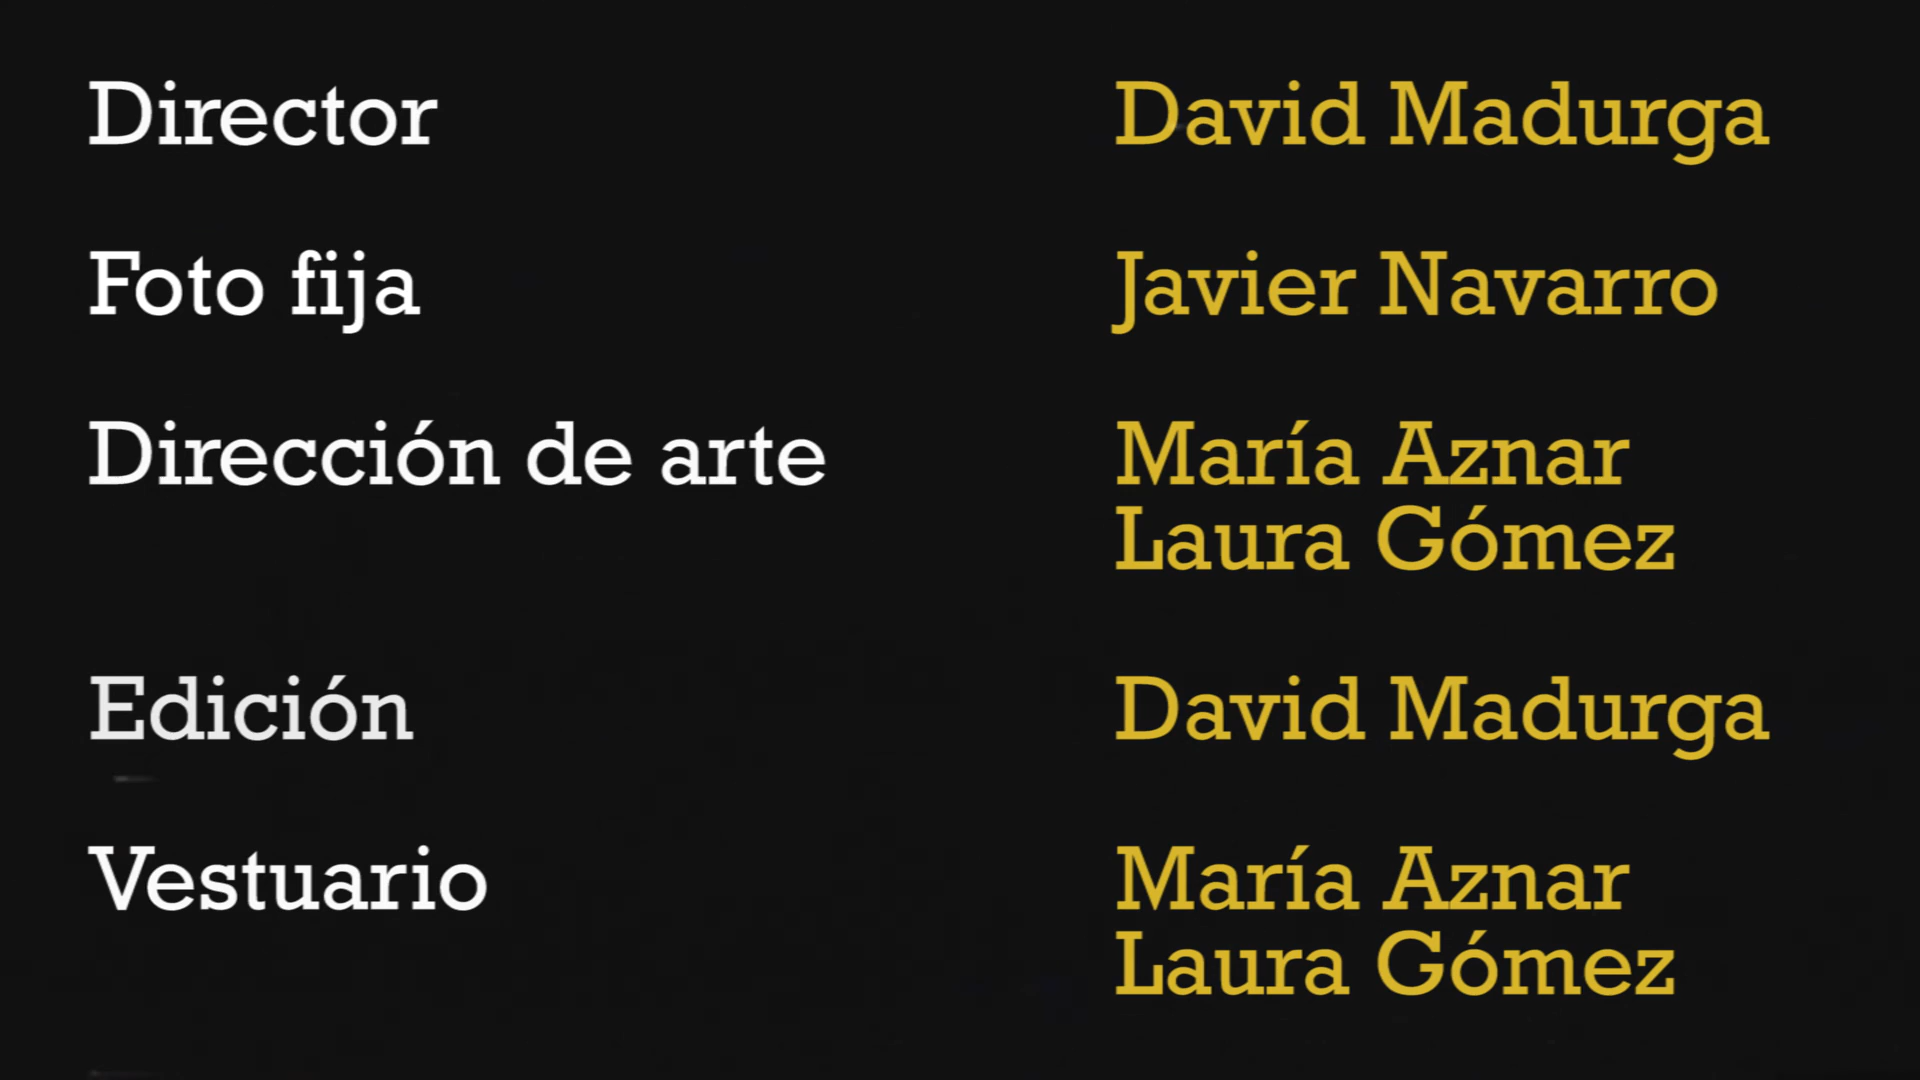 Director David Madurga
Foto fija Javier Navarro
Dirección de arte María Aznar
Laura Gómez
Edición David Madurga
Vestuario María Aznar
Laura Gómez